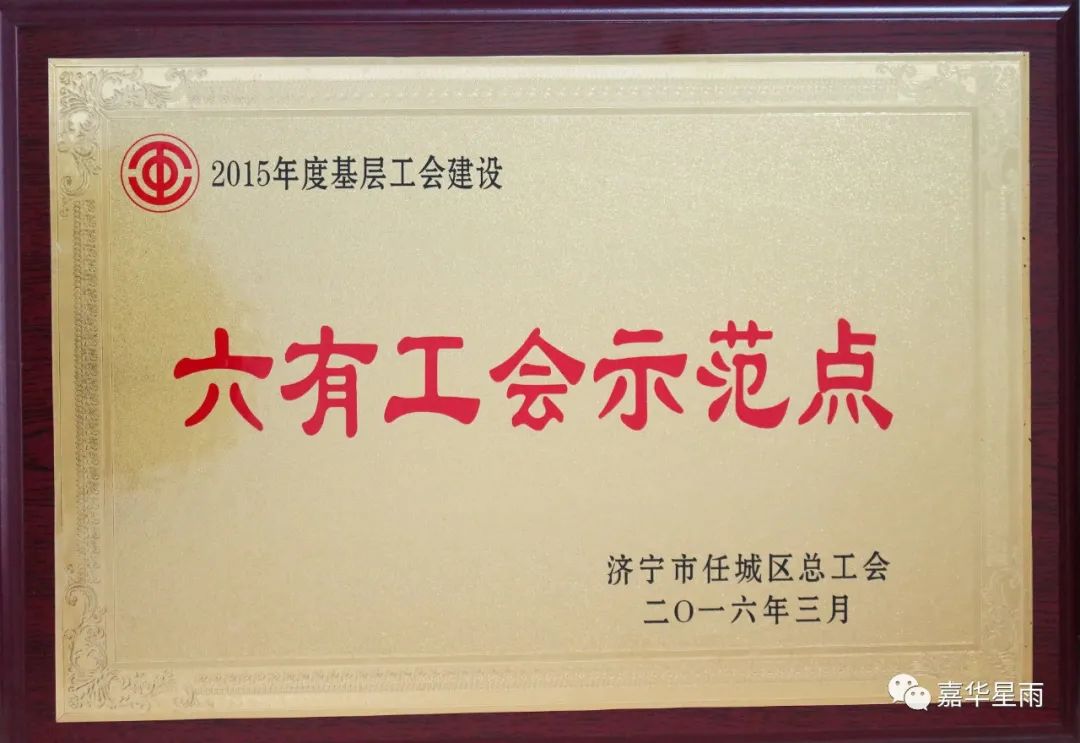 2015年度基层工会建设
六有工会示范点
济宁市任城区总工会
二〇一六年三月
嘉华星雨